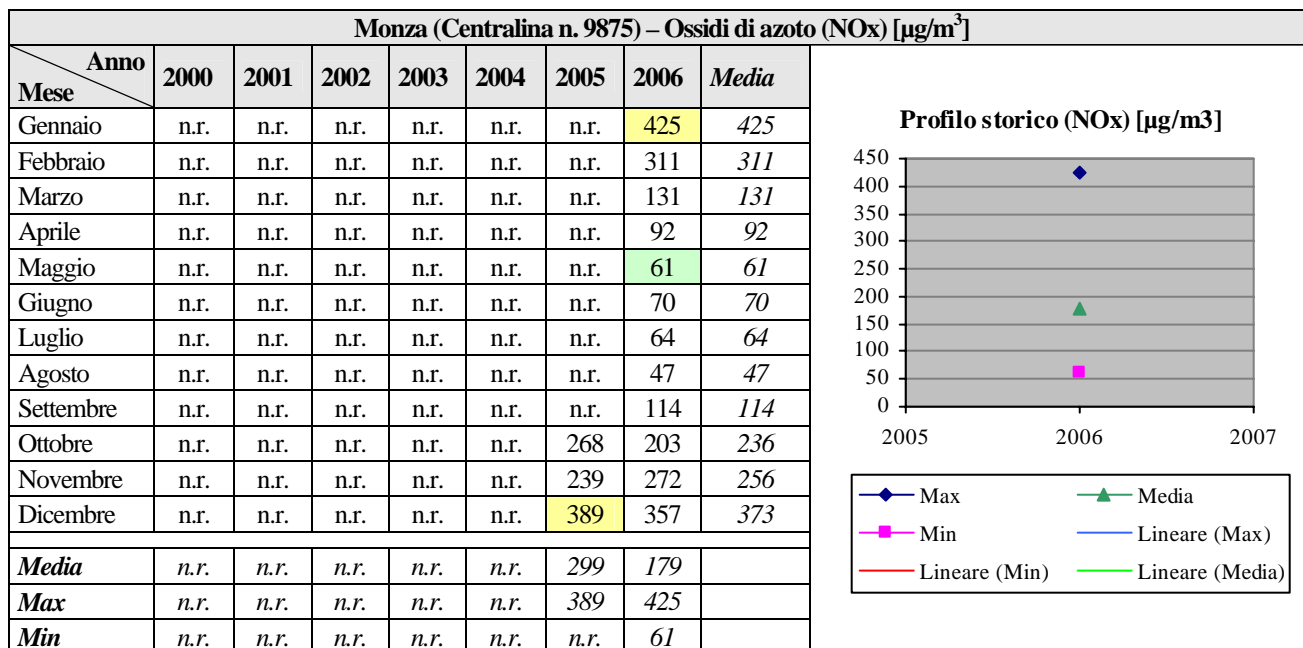 Monza (Centralina n. 9875) – Ossidi di azoto (NOx) [µg/m³]
Anno
Mese 2000 2001 2002 2003 2004 2005 2006 Media
Gennaio n.r. n.r. n.r. n.r. n.r. n.r. 425 425
Febbraio n.r. n.r. n.r. n.r. n.r. n.r. 311 311
Marzo n.r. n.r. n.r. n.r. n.r. n.r. 131 131
Aprile n.r. n.r. n.r. n.r. n.r. n.r. 92 92
Maggio n.r. n.r. n.r. n.r. n.r. n.r. 61 61
Giugno n.r. n.r. n.r. n.r. n.r. n.r. 70 70
Luglio n.r. n.r. n.r. n.r. n.r. n.r. 64 64
Agosto n.r. n.r. n.r. n.r. n.r. n.r. 47 47
Settembre n.r. n.r. n.r. n.r. n.r. n.r. 114 114
Ottobre n.r. n.r. n.r. n.r. n.r. 268 203 236
Novembre n.r. n.r. n.r. n.r. n.r. 239 272 256
Dicembre n.r. n.r. n.r. n.r. n.r. 389 357 373
Media n.r. n.r. n.r. n.r. n.r. 299 179
Max n.r. n.r. n.r. n.r. n.r. 389 425
Min n.r. n.r. n.r. n.r. n.r. n.r. 61
Profilo storico (NOx) [µg/m3]
450
400
350
300
250
200
150
100
50
0
2005 2006 2007
Max Media
Min Lineare (Max)
Lineare (Min) Lineare (Media)